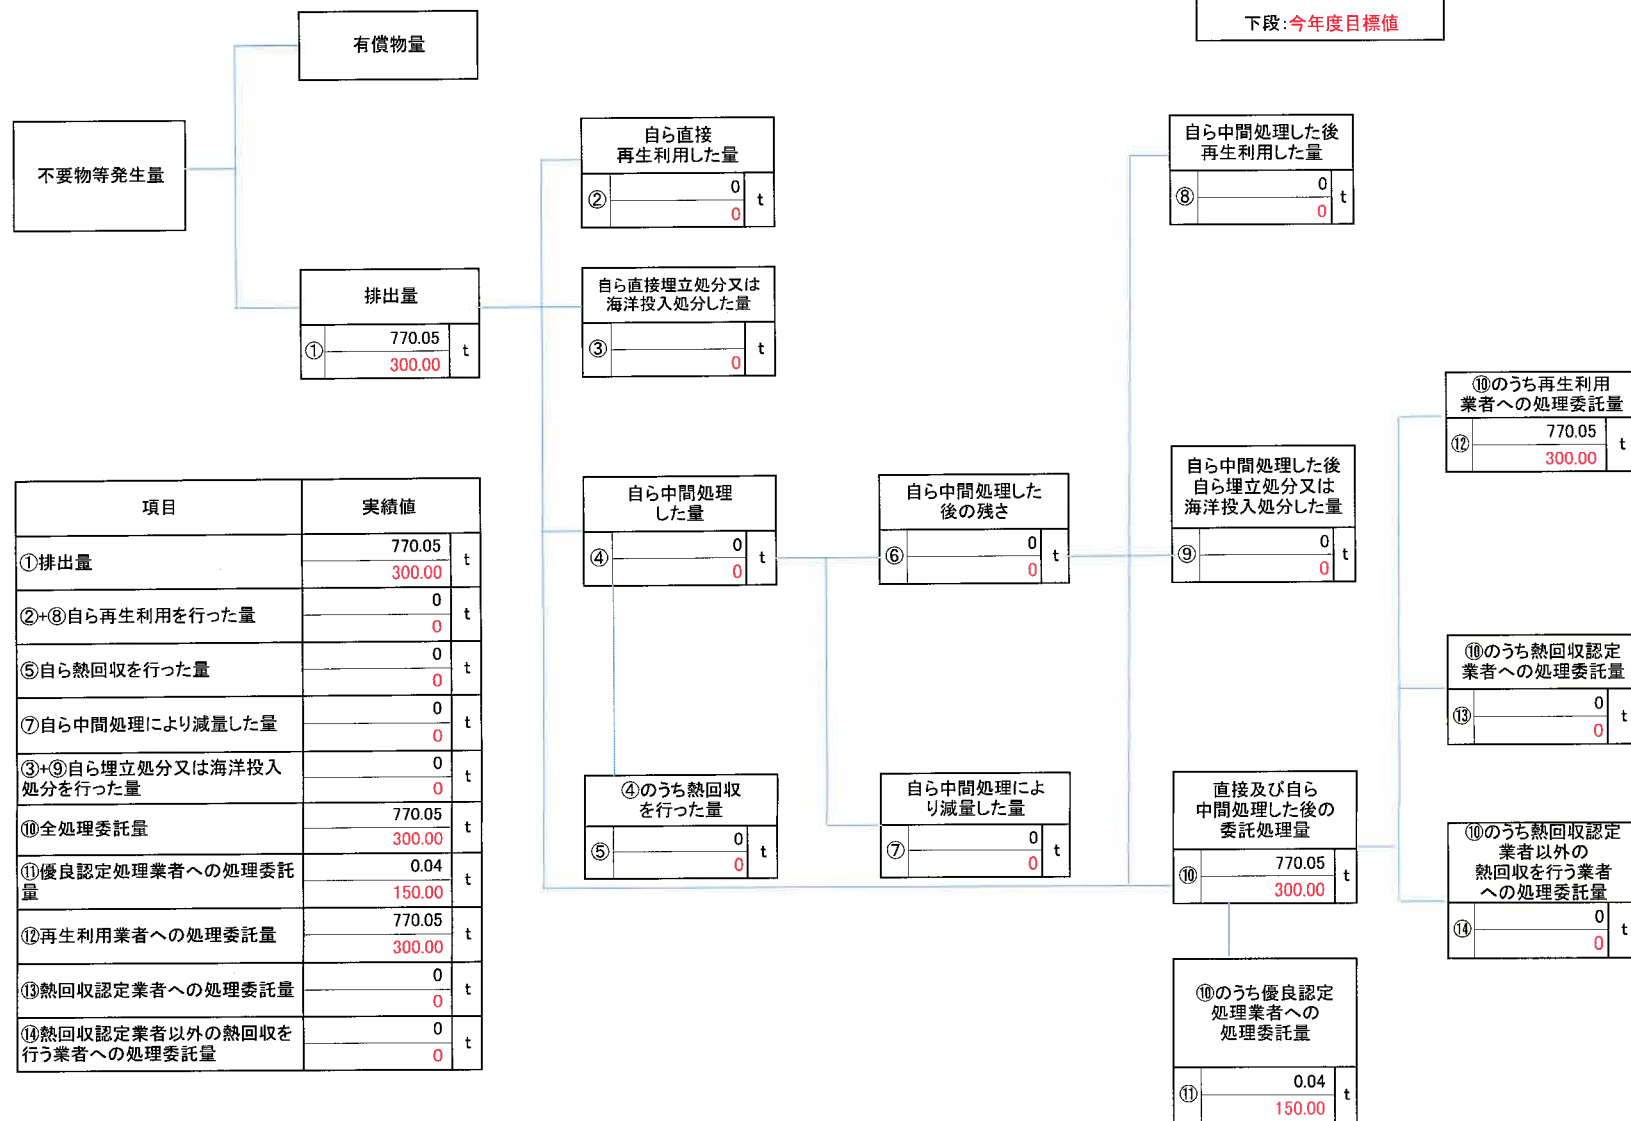 下段:今年度目標値
有償物量
不要物等発生量
排出量
①
770.05
300.00
t
自ら直接
再生利用した量
②
0
0
t
自ら直接埋立処分又は
海洋投入処分した量
③
0
t
自ら中間処理
した量
④
0
0
t
④のうち熱回収
を行った量
⑤
0
0
t
自ら中間処理した
後の残さ
⑥
0
0
t
自ら中間処理によ
り減量した量
⑦
0
0
t
自ら中間処理した後
再生利用した量
⑧
0
0
t
自ら中間処理した後
自ら埋立処分又は
海洋投入処分した量
⑨
0
0
t
直接及び自ら
中間処理した後の
委託処理量
⑩
770.05
300.00
t
⑩のうち優良認定
処理業者への
処理委託量
⑪
0.04
150.00
t
⑩のうち再生利用
業者への処理委託量
⑫
770.05
300.00
t
⑩のうち熱回収認定
業者への処理委託量
⑬
0
0
t
⑩のうち熱回収認定
業者以外の
熱回収を行う業者
への処理委託量
⑭
0
0
t
項目 実績値
①排出量
770.05
300.00
t
②+⑧自ら再生利用を行った量
0
0
t
⑤自ら熱回収を行った量
0
0
t
⑦自ら中間処理により減量した量
0
0
t
③+⑨自ら埋立処分又は海洋投入
処分を行った量
0
0
t
⑩全処理委託量
770.05
300.00
t
⑪優良認定処理業者への処理委託
量
0.04
150.00
t
⑫再生利用業者への処理委託量
770.05
300.00
t
⑬熱回収認定業者への処理委託量
0
0
t
⑭熱回収認定業者以外の熱回収を
行う業者への処理委託量
0
0
t